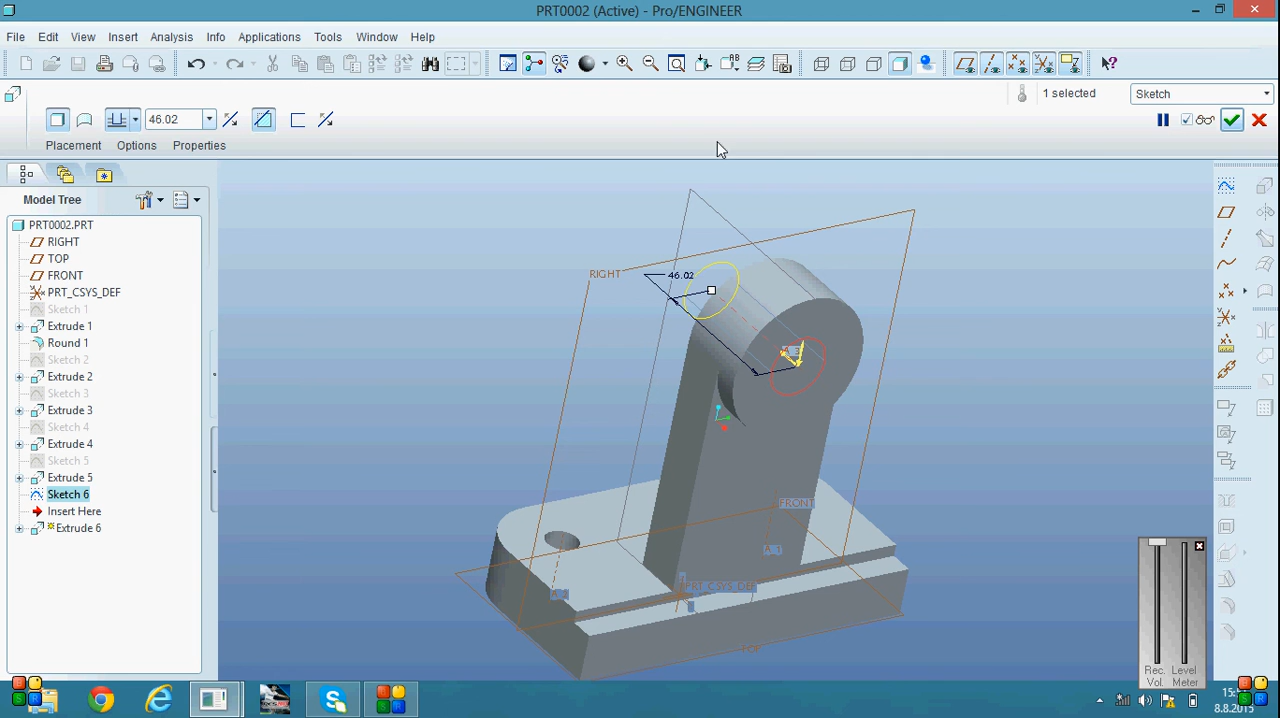 PRT0002 (Active) - Pro/ENGINEER
File Edit View Insert Analysis Info Applications Tools Window Help
1 selected Sketch
46.02
Placement Options Properties
Model Tree
PRT0002.PRT
RIGHT
TOP
FRONT
PRT_CSYS_DEF
Sketch 1
Extrude 1
Round 1
Sketch 2
Extrude 2
Sketch 3
Extrude 3
Sketch 4
Extrude 4
Sketch 5
Extrude 5
Sketch 6
Insert Here
Extrude 6
RIGHT
46.02
FRONT
PRT_CSYS_DEF
TOP
Rec. Level
Vol. Meter
8.8.2015